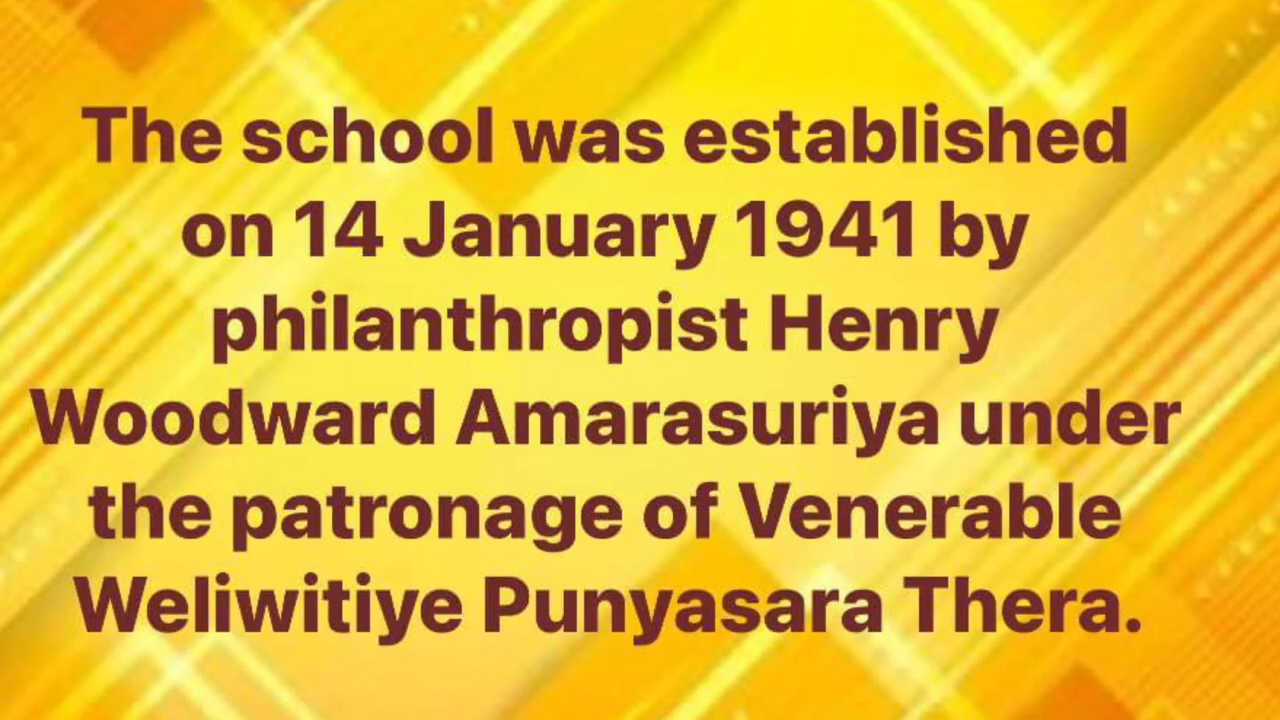 The school was established
on 14 January 1941 by
philanthropist Henry
Woodward Amarasuriya under
the patronage of Venerable
Weliwitiye Punyasara Thera.